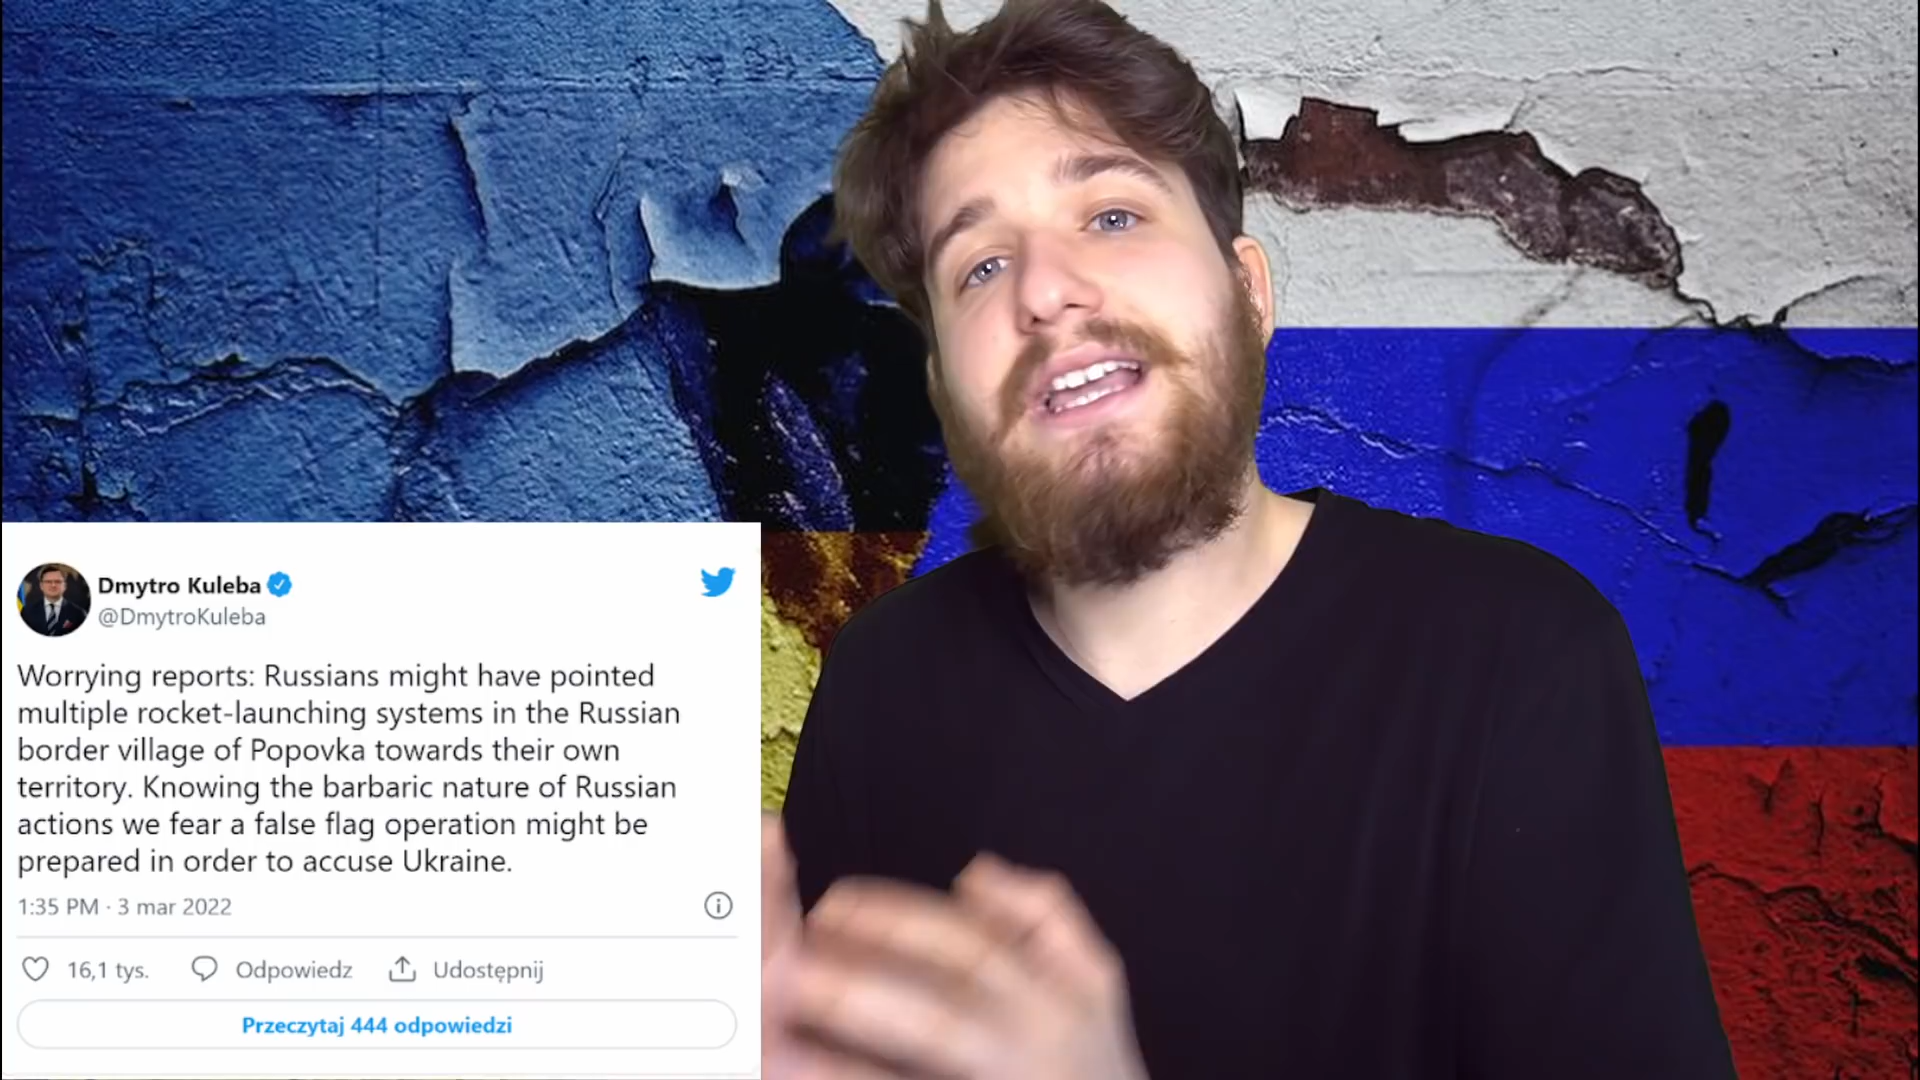 Dmytro Kuleba
@DmytroKuleba
Worrying reports: Russians might have pointed
multiple rocket-launching systems in the Russian
border village of Popovka towards their own
territory. Knowing the barbaric nature of Russian
actions we fear a false flag operation might be
prepared in order to accuse Ukraine.
1:35 PM · 3 mar 2022
16,1 tys. Odpowiedz Udostępnij
Przeczytaj 444 odpowiedzi